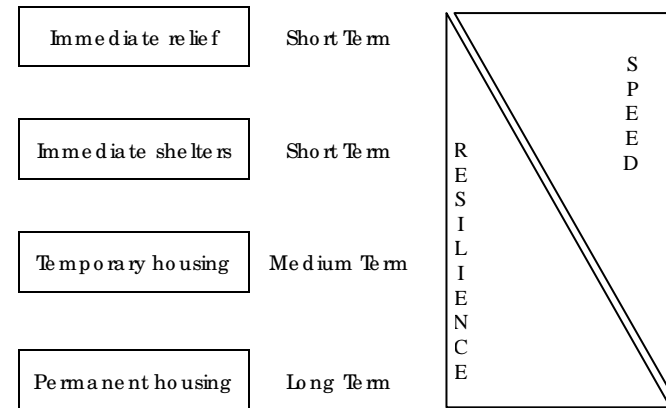 Immediate relief
Short Term
Immediate shelters
Short Term
Temporary housing
Medium Term
Permanent housing
Long Term
RESILIENCE
SPEED